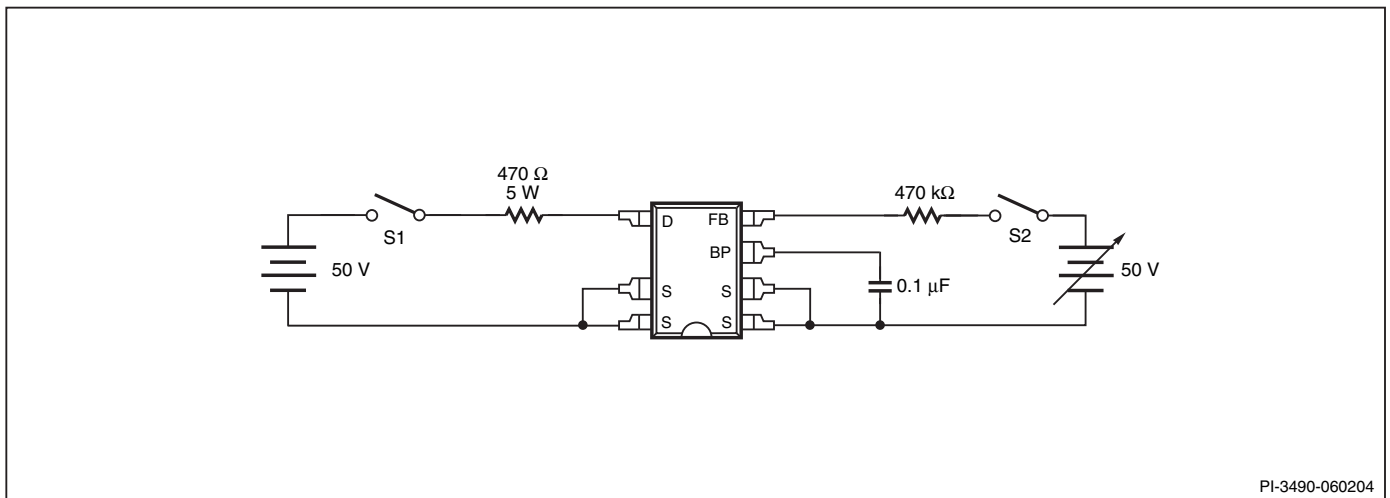 470 Ω
5 W
470 kΩ
S1
D
FB
S2
BP
50 V
50 V
0.1 µF
S
S
S
S
PI-3490-060204